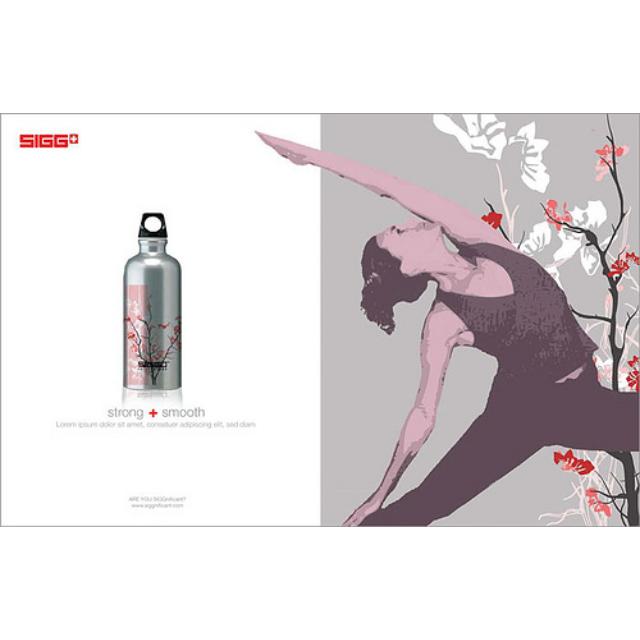 SIGG+
SIGG
strong + smooth
Lorem ipsum dolor sit amet, consetuer adipiscing elit, sed diam
ARE YOU SIGGnificant?
www.siggnificant.com